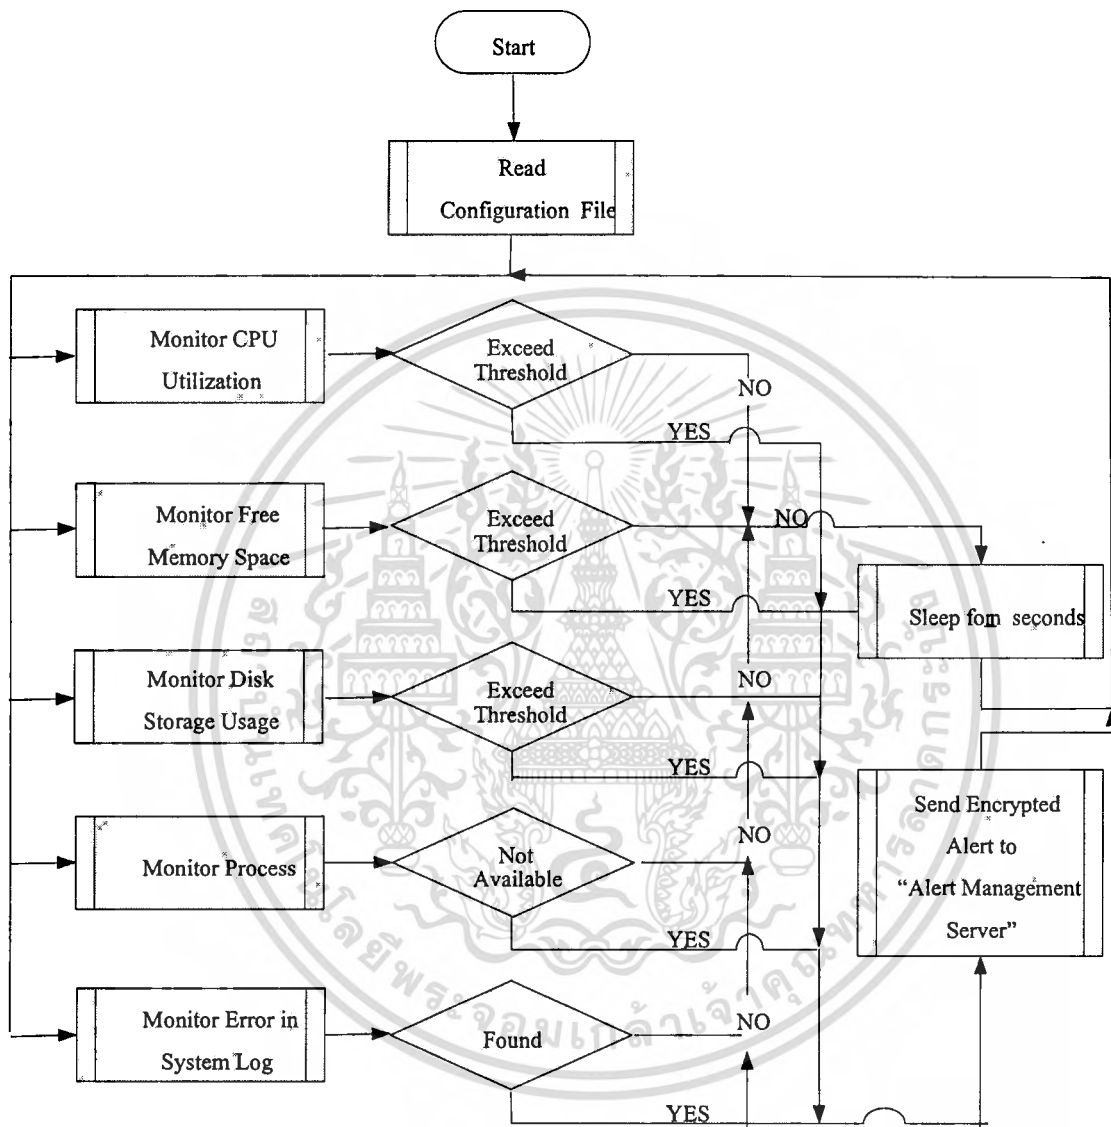 Start
Read
Configuration File
Monitor CPU
Utilization
Exceed
Threshold
NO
YES
Monitor Free
Memory Space
Exceed
Threshold
NO
YES
Sleep fom seconds
Monitor Disk
Storage Usage
Exceed
Threshold
NO
YES
Send Encrypted
Alert to
“Alert Management
Server”
Monitor Process
Not
Available
NO
YES
Monitor Error in
System Log
Found
NO
YES